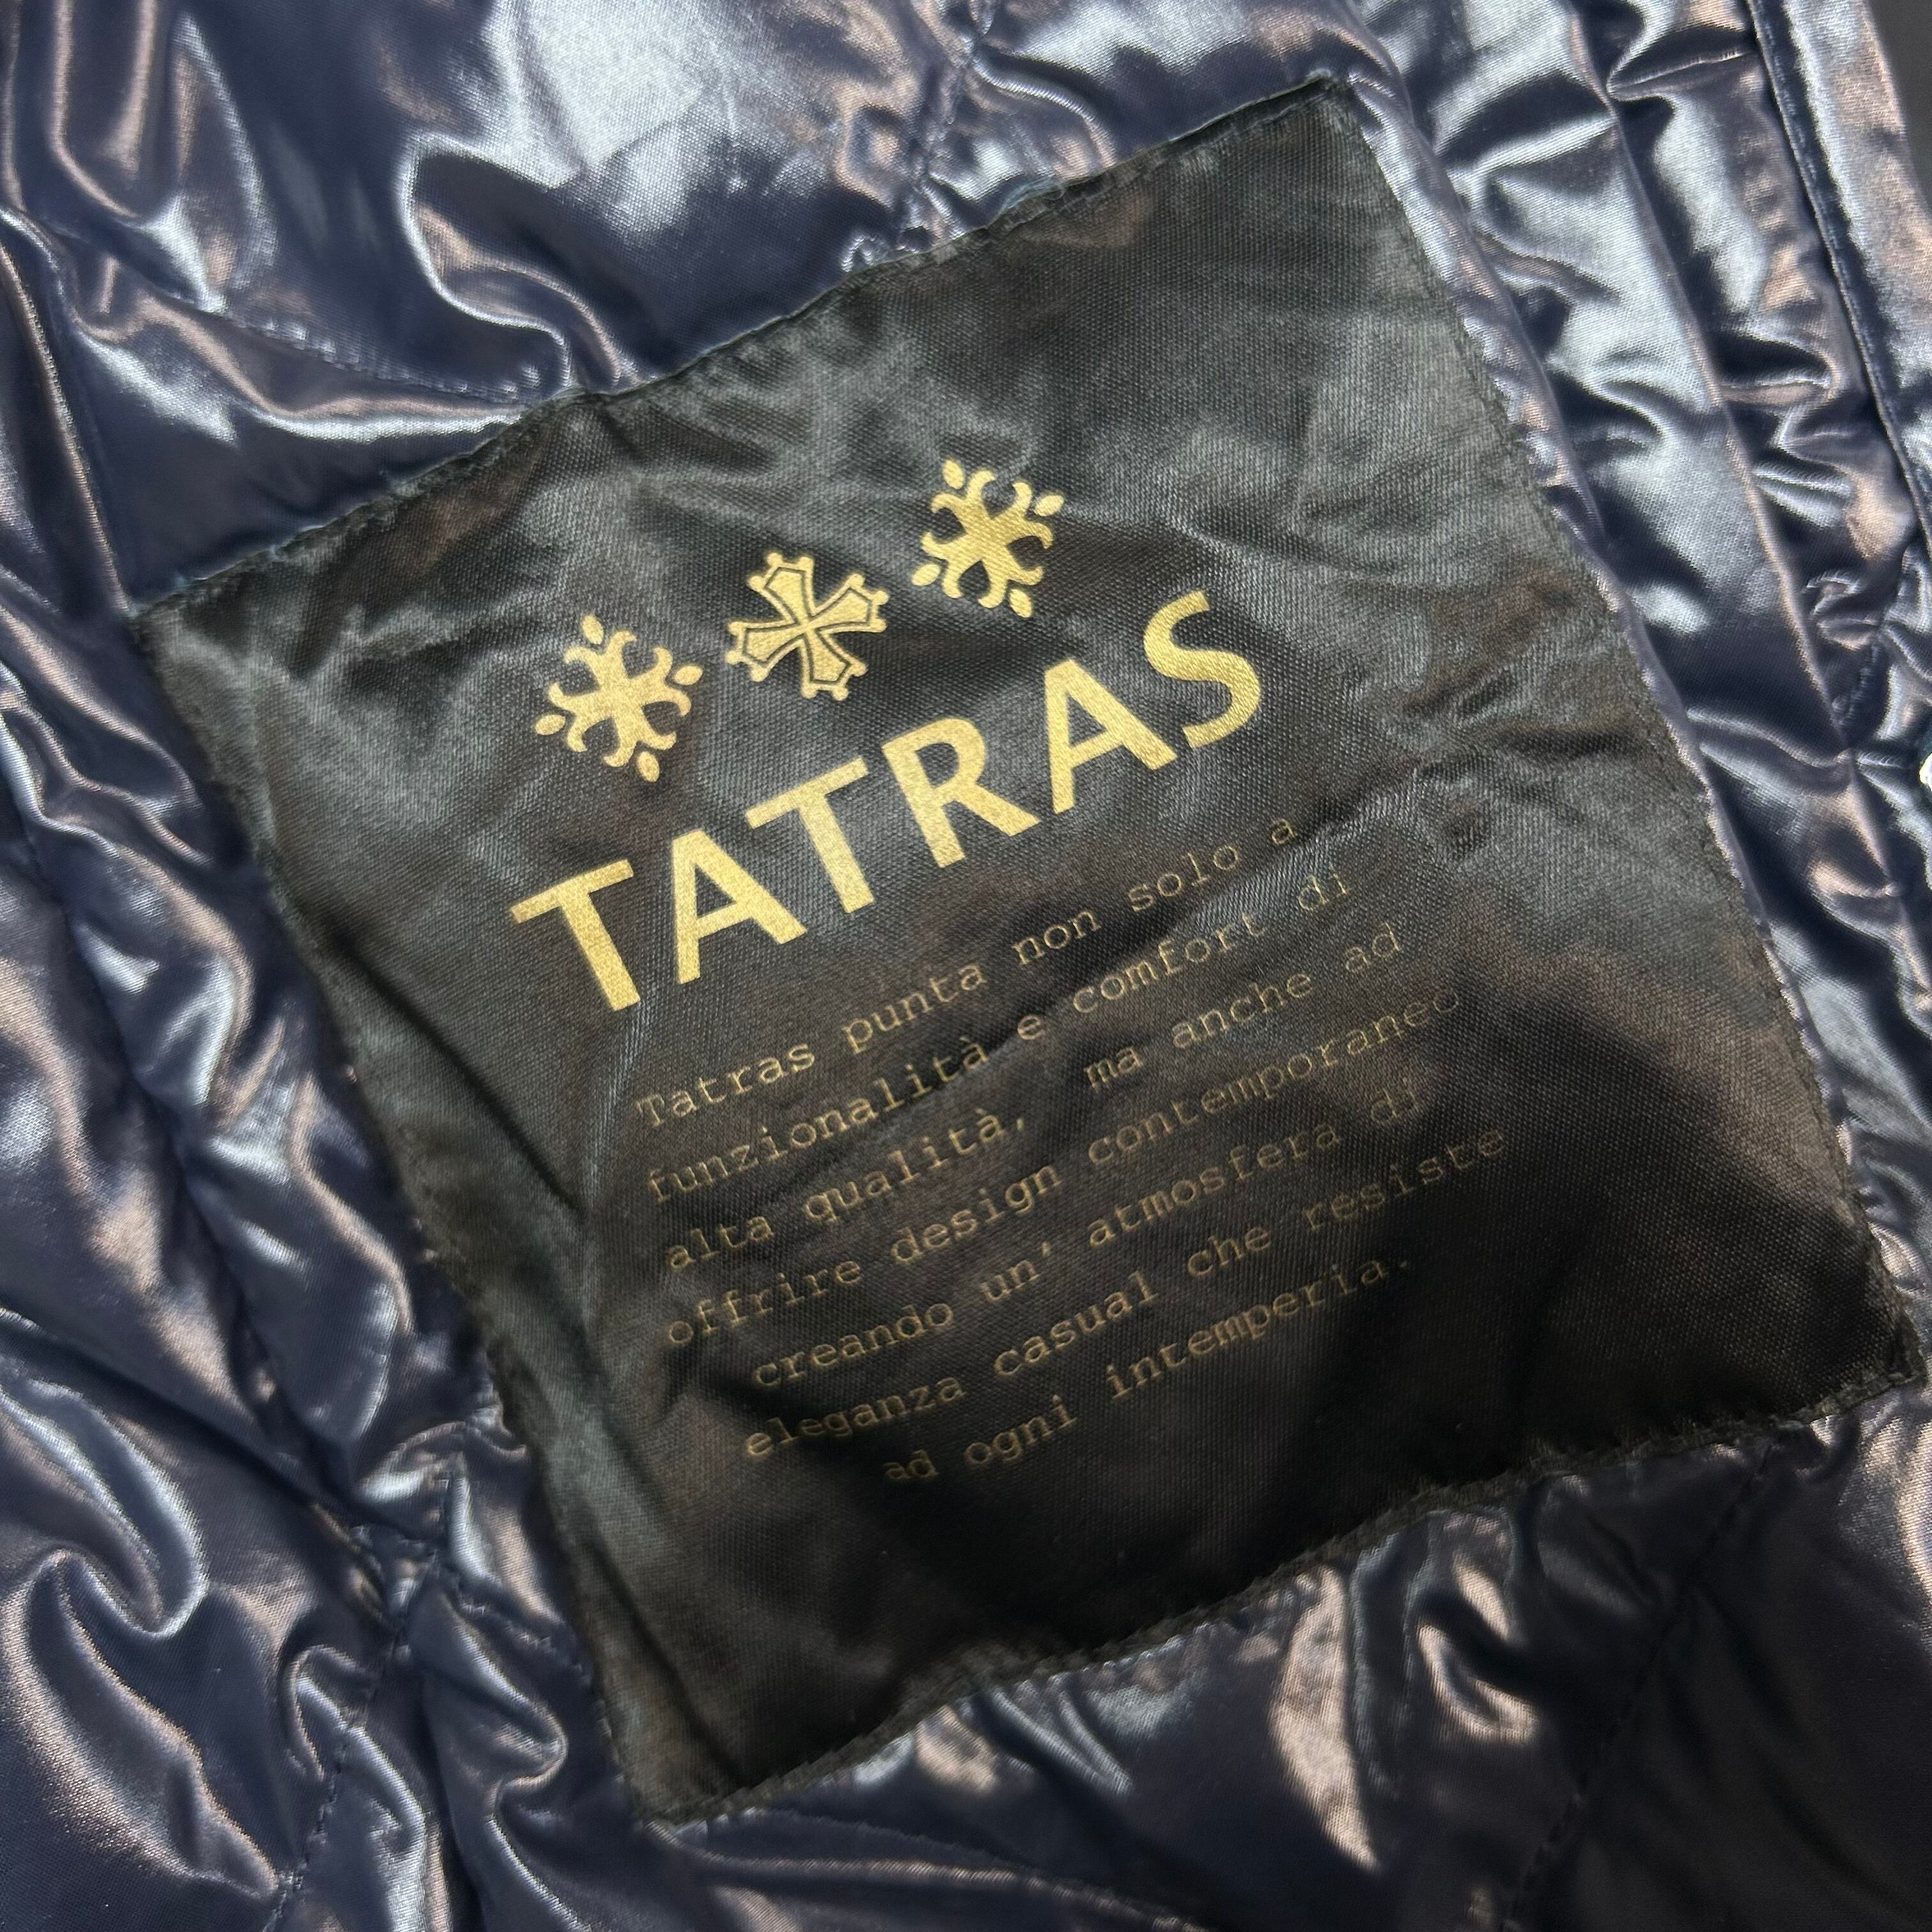 TATRAS
Tatras punta non solo a
funzionalità e comfort di
alta qualità, ma anche ad
offrire design contemporaneo
creando un' atmosfera di
eleganza casual che resiste
ad ogni intemperia.